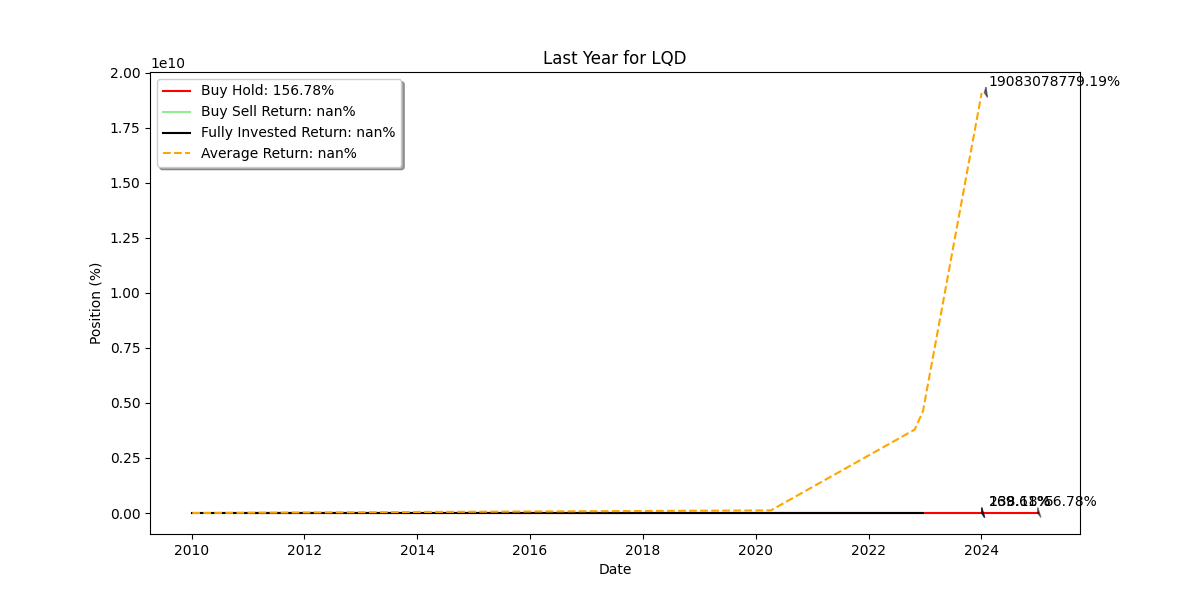 Last Year for LQD
1e10
2.00
1.75
1.50
1.25
1.00
0.75
0.50
0.25
0.00
Position (%)
Buy Hold: 156.78%
Buy Sell Return: nan%
Fully Invested Return: nan%
Average Return: nan%
19083078779.19%
2010
2012
2014
2016
2018
2020
2022
2024
Date